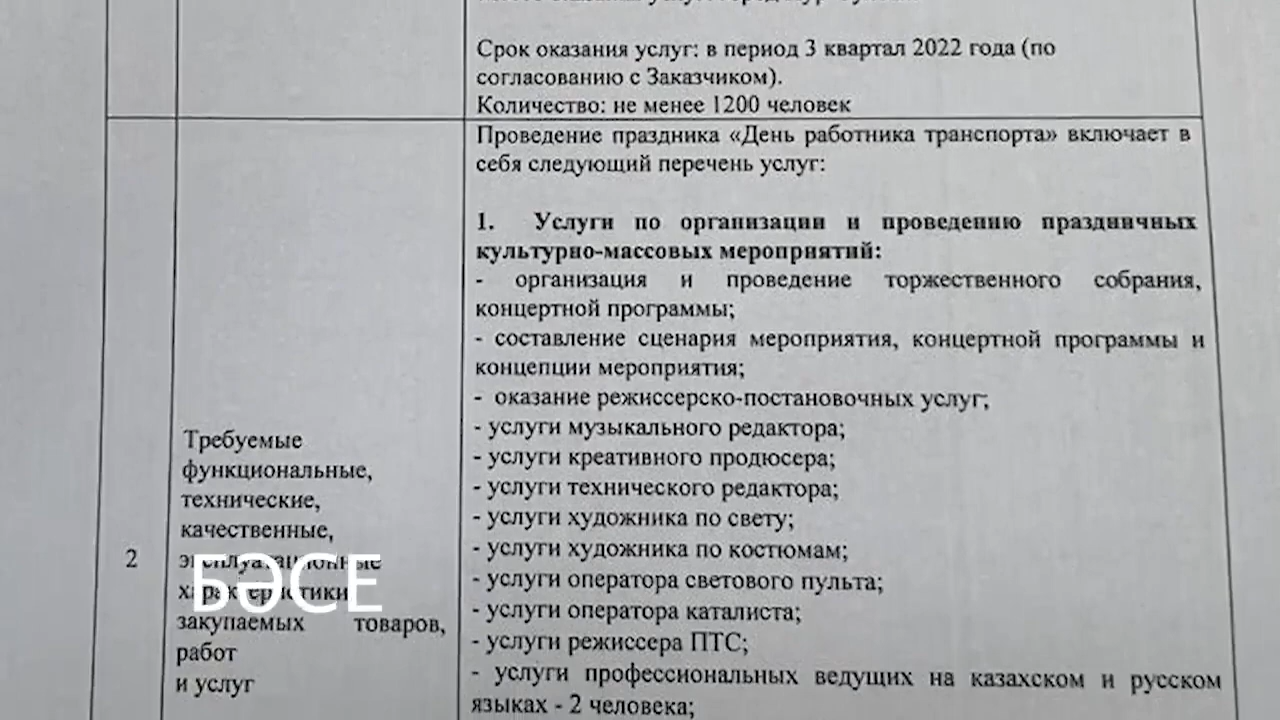 Срок оказания услуг: в период 3 квартал 2022 года (по
согласованию с Заказчиком).
Количество: не менее 1200 человек
Проведение праздника «День работника транспорта» включает в
себя следующий перечень услуг:
1. Услуги по организации и проведению праздничных
культурно-массовых мероприятий:
- организация и проведение торжественного собрания,
концертной программы;
- составление сценария мероприятия, концертной программы и
концепции мероприятия;
- оказание режиссерско-постановочных услуг;
- услуги музыкального редактора;
- услуги креативного продюсера;
- услуги технического редактора;
- услуги художника по свету;
- услуги художника по костюмам;
- услуги оператора светового пульта;
- услуги оператора каталиста;
- услуги режиссера ПТС;
- услуги профессиональных ведущих на казахском и русском
языках - 2 человека;
2
Требуемые
функциональные,
технические,
качественные,
эксплуатационные
характеристики
закупаемых товаров,
работ
и услуг
БӘСЕ